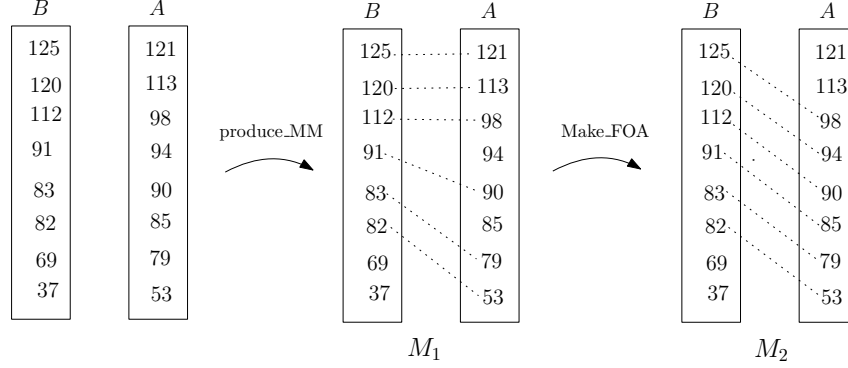 B A B A B A
125 121 125 121 125 121
120 113 120 113 120 113
112 98 112 98 112 98
produce_MM Make_FOA
91 94 91 94 91 94
83 90 83 90 83 90
82 85 82 85 82 85
69 79 69 79 69 79
37 53 37 53 37 53
M1 M2